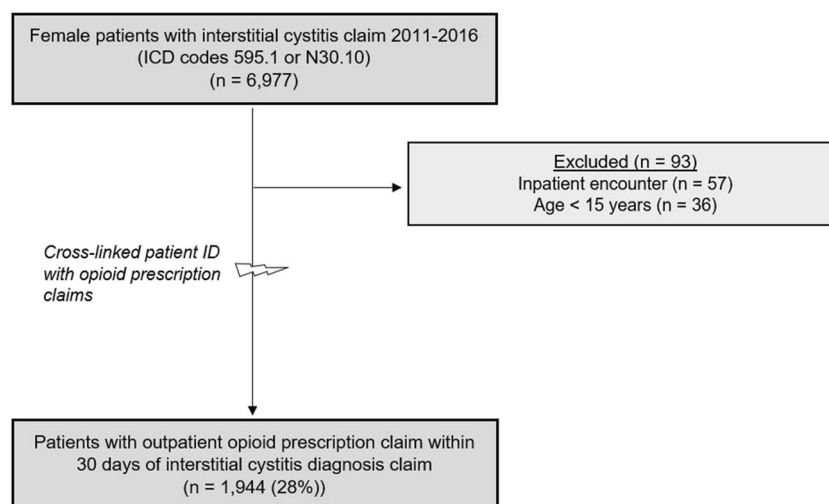 Female patients with interstitial cystitis claim 2011-2016
(ICD codes 595.1 or N30.10)
(n = 6,977)
Excluded (n = 93)
Inpatient encounter (n = 57)
Age < 15 years (n = 36)
Cross-linked patient ID
with opioid prescription
claims
Patients with outpatient opioid prescription claim within
30 days of interstitial cystitis diagnosis claim
(n = 1,944 (28%))